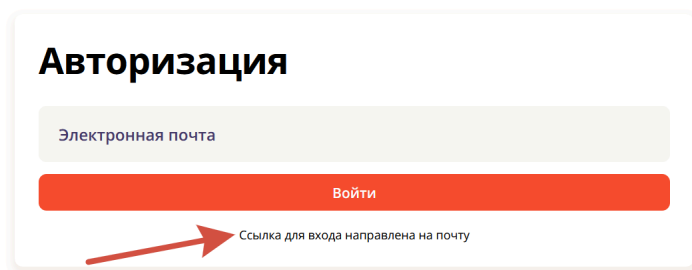 Авторизация
Электронная почта
Войти
Ссылка для входа направлена на почту